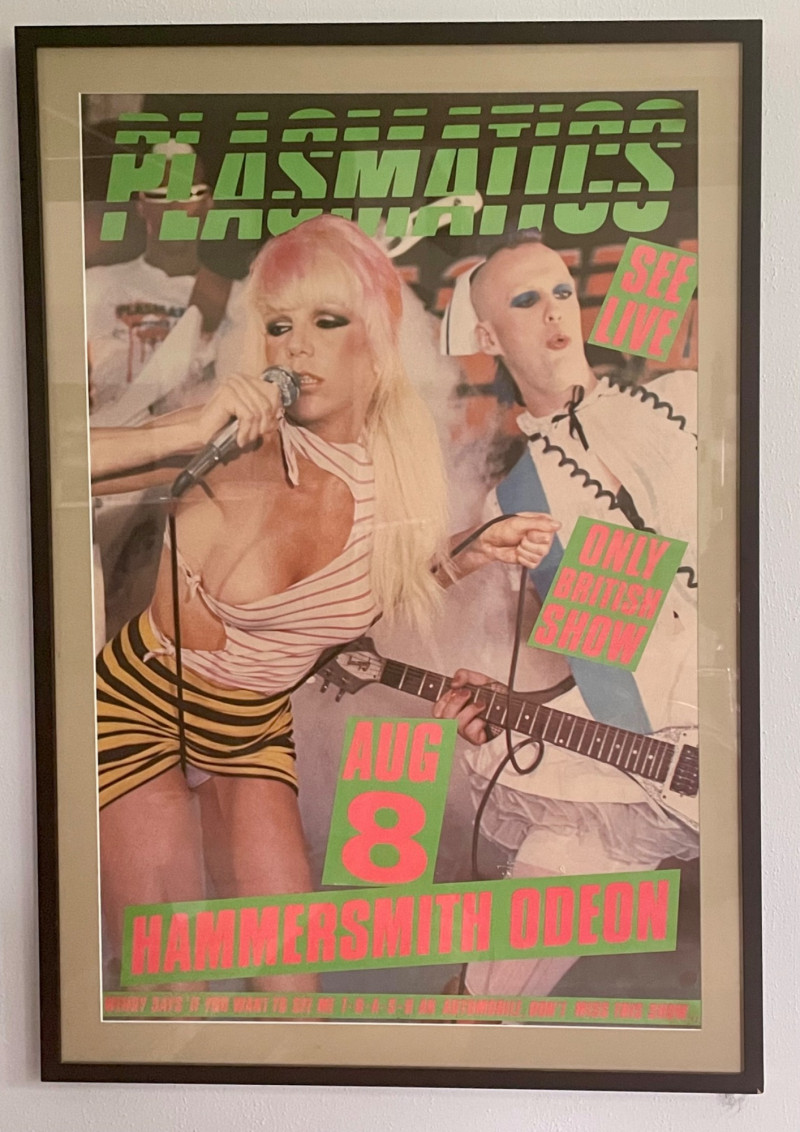 PLASMATICS
SEE
LIVE
PLASMAT
ONLY
BRITISH
SHOW
AUG
8
HAMMERSMITH ODEON
WENDY SAYS 'IF YOU WANT TO SEE ME T-R-A-S-H AN AUTOMOBILE DON'T MISS THIS SHOW'